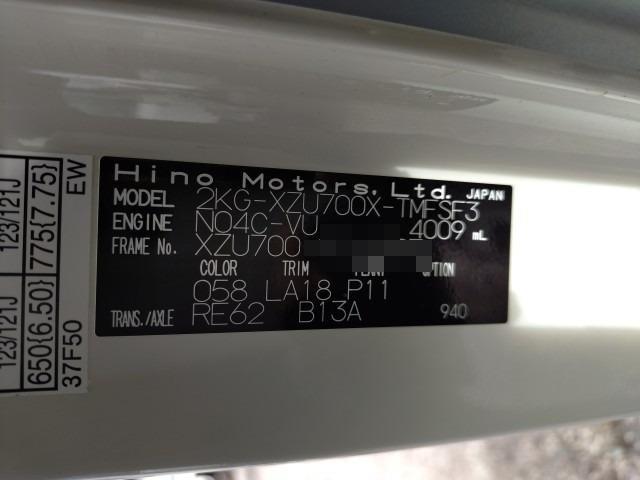 Hino Motors, Ltd. JAPAN
MODEL 2KG-XZU700X-TMFSF3
ENGINE N04C-VU 4009 mL
FRAME No. XZU700
COLOR TRIM PLANT OPTION
058 LA18 P11
TRANS./AXLE RE62 B13A 940
123/121J 123/121J
650{6.50} 775{7.75}
37F50 EW